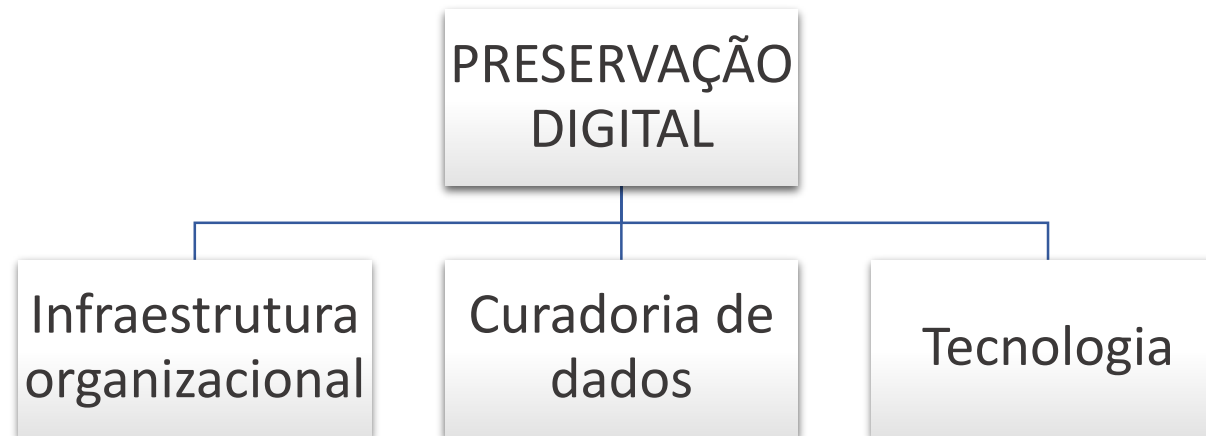 PRESERVAÇÃO
DIGITAL
Infraestrutura
organizacional
Curadoria de
dados
Tecnologia